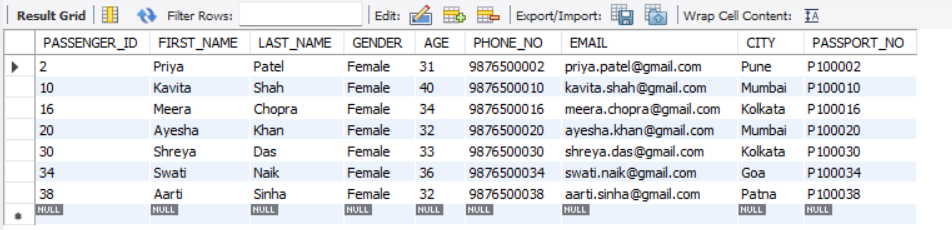 Result Grid Filter Rows: Edit: Export/Import: Wrap Cell Content:
PASSENGER_ID FIRST_NAME LAST_NAME GENDER AGE PHONE_NO EMAIL CITY PASSPORT_NO
2 Priya Patel Female 31 9876500002 priya.patel@gmail.com Pune P100002
10 Kavita Shah Female 40 9876500010 kavita.shah@gmail.com Mumbai P100010
16 Meera Chopra Female 34 9876500016 meera.chopra@gmail.com Kolkata P100016
20 Ayesha Khan Female 32 9876500020 ayesha.khan@gmail.com Mumbai P100020
30 Shreya Das Female 33 9876500030 shreya.das@gmail.com Kolkata P100030
34 Swati Naik Female 36 9876500034 swati.naik@gmail.com Goa P100034
38 Aarti Sinha Female 32 9876500038 aarti.sinha@gmail.com Patna P100038
NULL NULL NULL NULL NULL NULL NULL NULL NULL